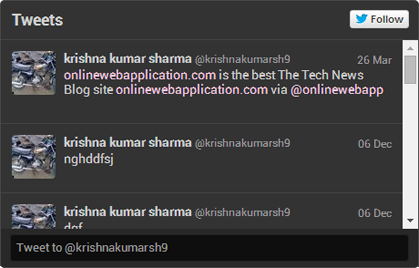 Tweets
Follow
krishna kumar sharma @krishnakumarsh9
26 Mar
onlinewebapplication.com is the best The Tech News
Blog site onlinewebapplication.com via @onlinewebapp
krishna kumar sharma @krishnakumarsh9
06 Dec
nghddfsj
krishna kumar sharma @krishnakumarsh9
06 Dec
Tweet to @krishnakumarsh9